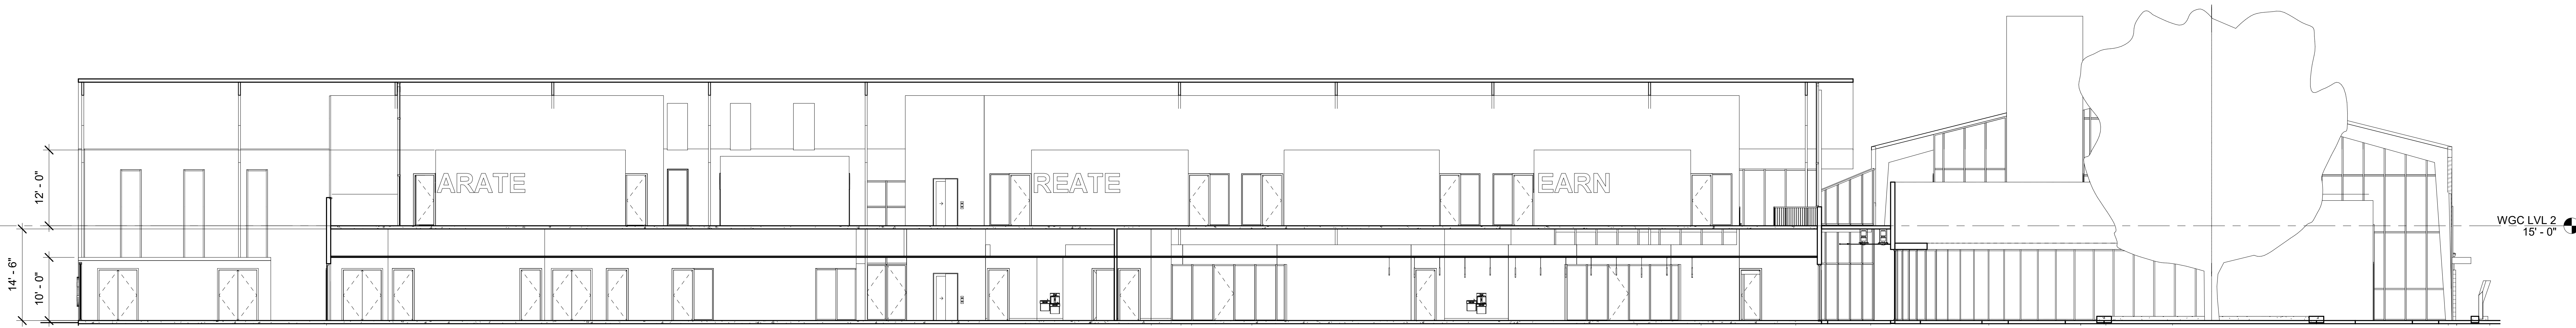 ARATE
REATE
EARN
12' - 0"
14' - 6"
10' - 0"
WGC LVL 2
15' - 0"